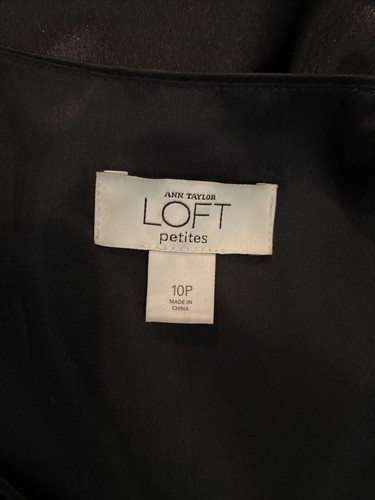 ANN TAYLOR
LOFT
petites
10P
MADE IN
CHINA